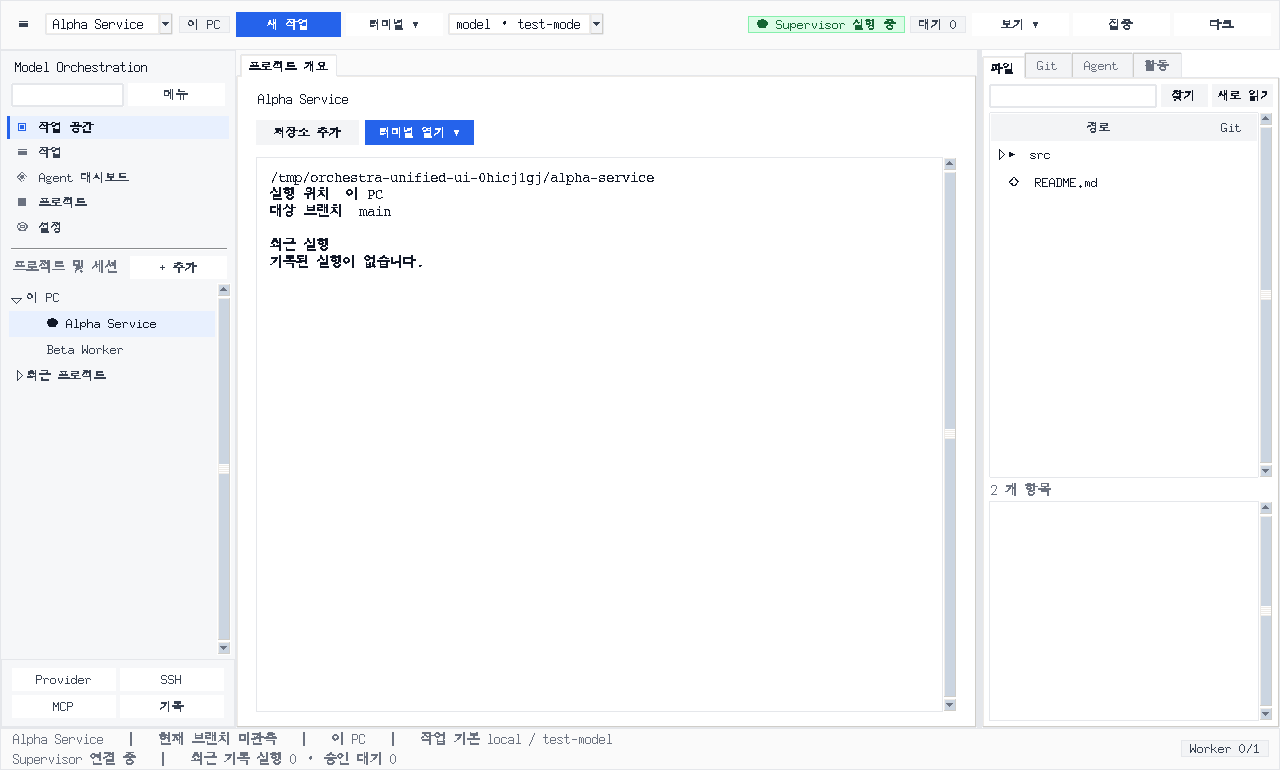 Alpha Service 이 PC 새 작업 터미널 ▼ model • test-mode ● Supervisor 실행 중 대기 0 보기 ▼ 집중 다크
Model Orchestration
메뉴
작업 공간
작업
Agent 대시보드
프로젝트
설정
프로젝트 및 세션 + 추가
이 PC
● Alpha Service
Beta Worker
최근 프로젝트
Provider SSH
MCP 기록
프로젝트 개요
Alpha Service
저장소 추가 터미널 열기 ▼
/tmp/orchestra-unified-ui-0hicj1gj/alpha-service
실행 위치 이 PC
대상 브랜치 main
최근 실행
기록된 실행이 없습니다.
파일 Git Agent 활동
찾기 새로 읽기
경로 Git
src
README.md
2 개 항목
Alpha Service | 현재 브랜치 미관측 | 이 PC | 작업 기본 local / test-model
Supervisor 연결 중 | 최근 기록 실행 0 • 승인 대기 0
Worker 0/1